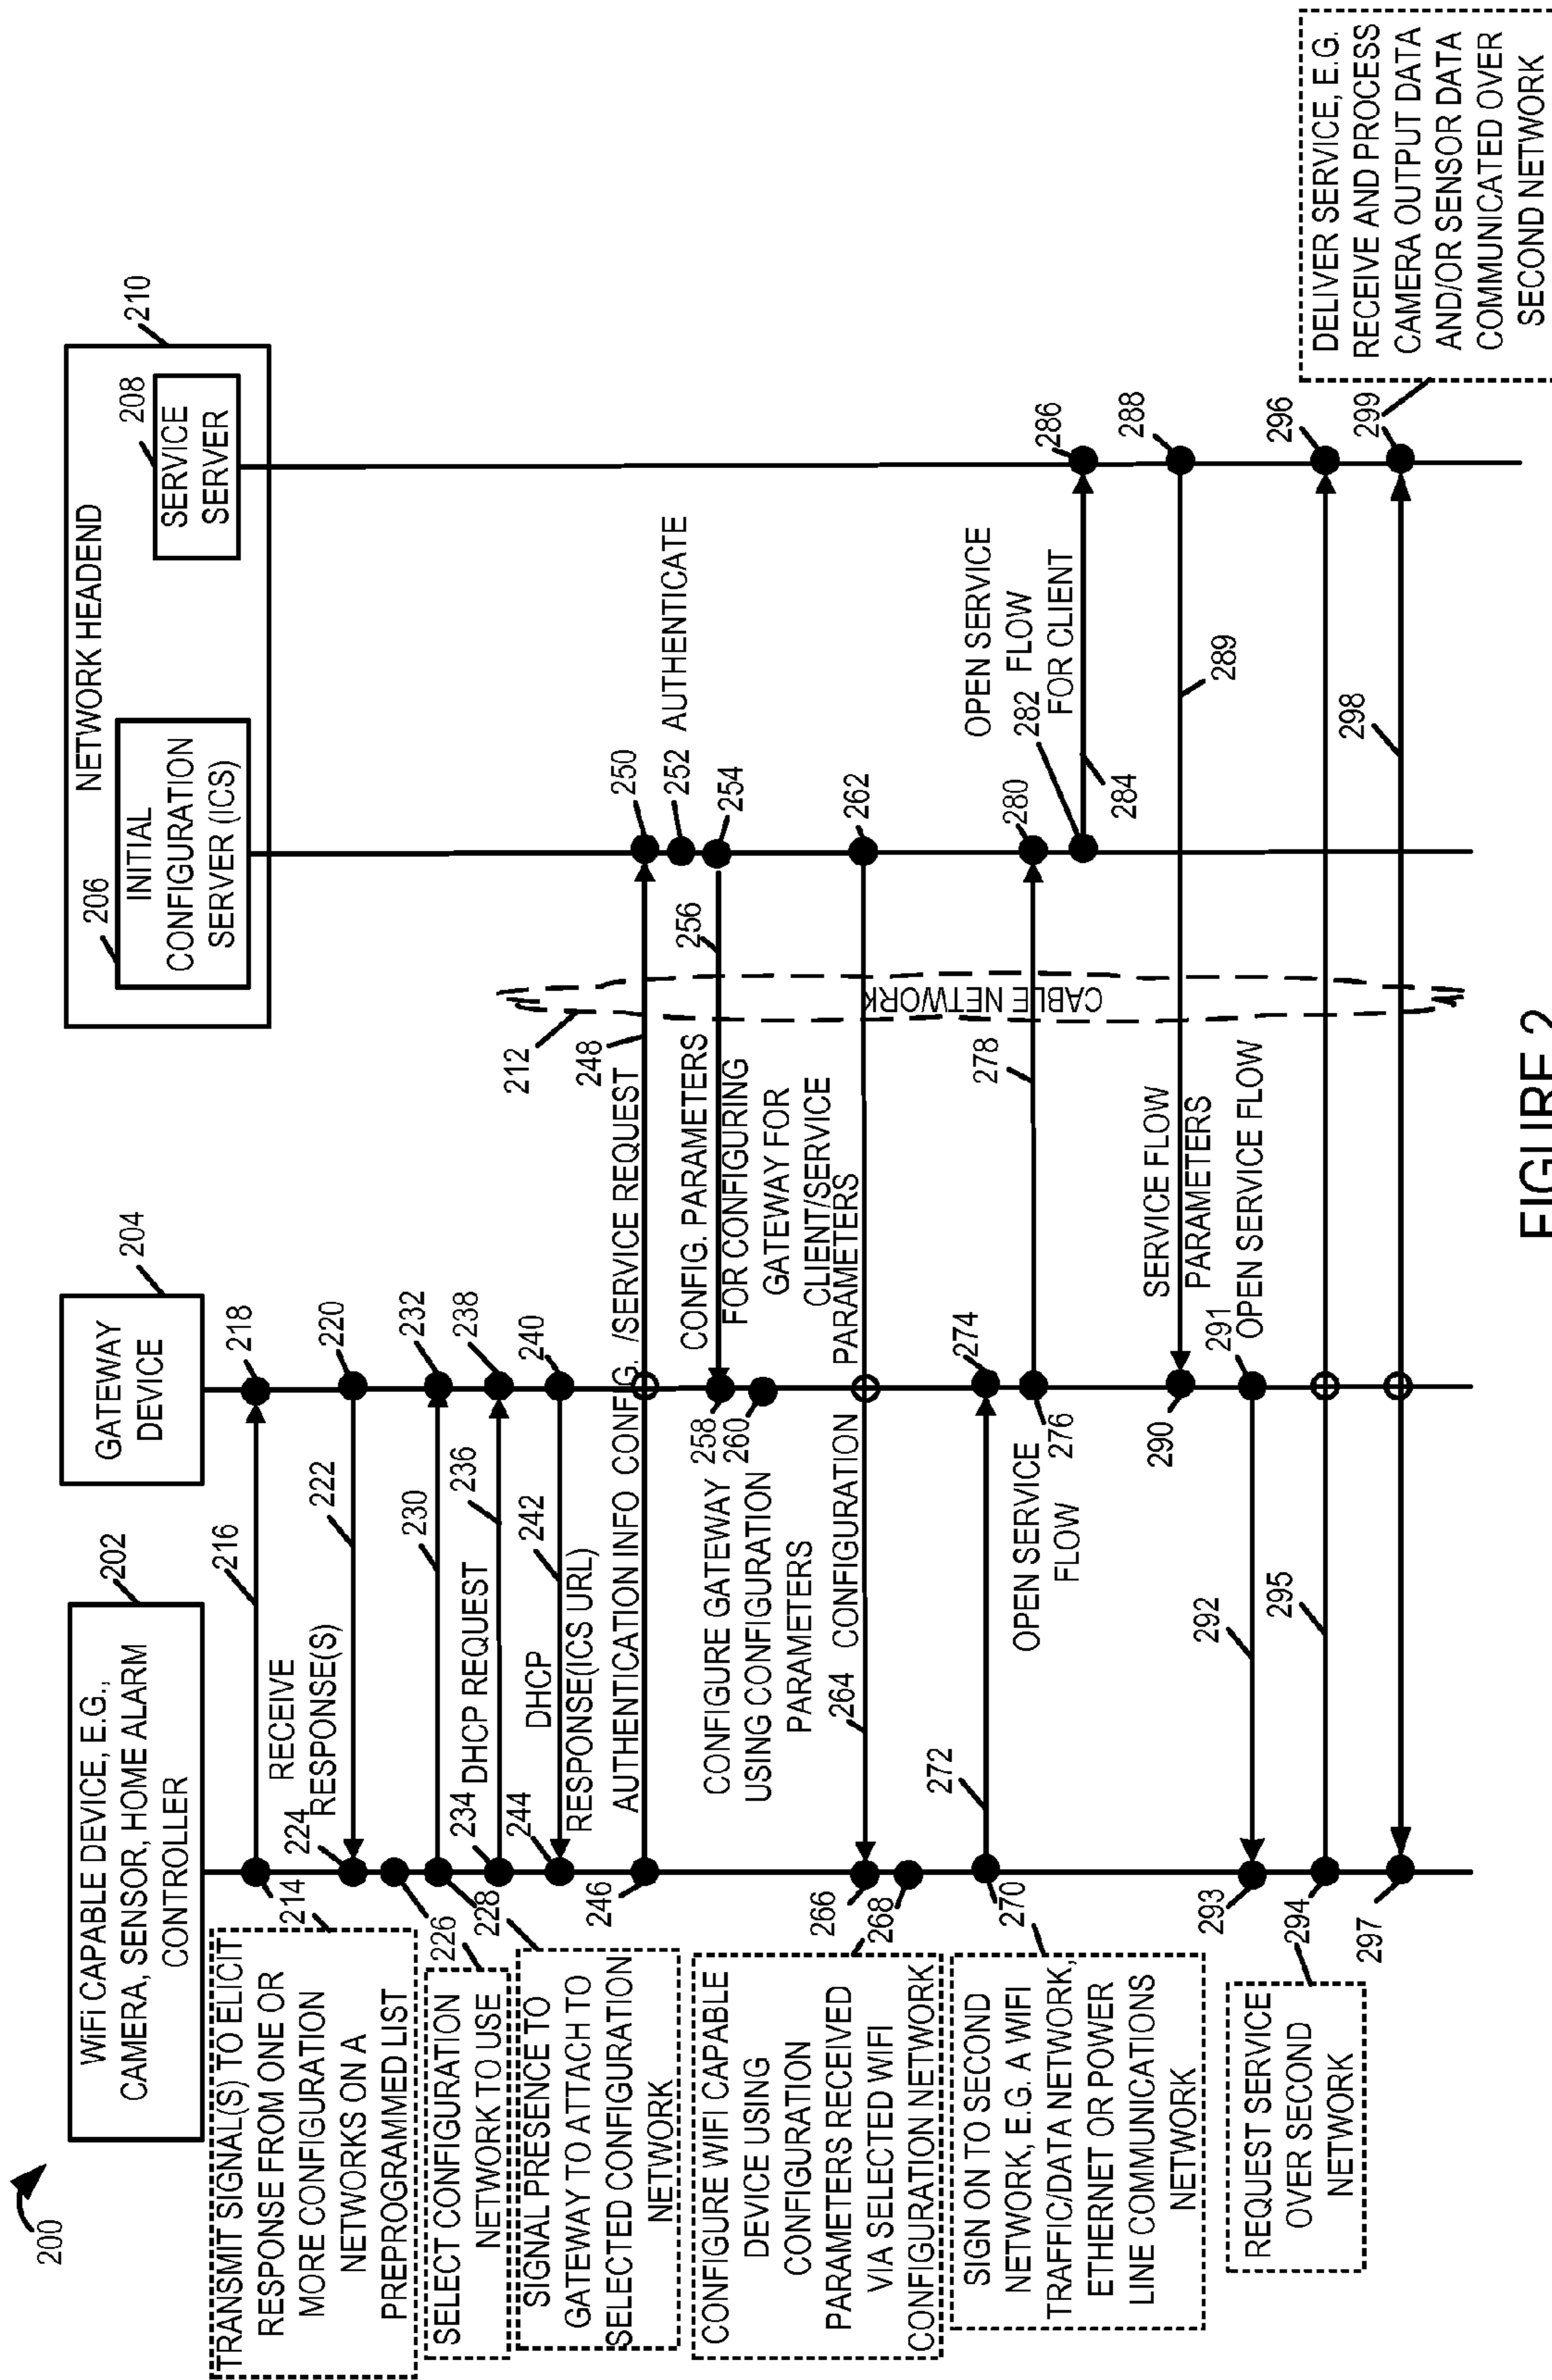 200
WiFi CAPABLE DEVICE, E.G.,
CAMERA, SENSOR, HOME ALARM
CONTROLLER
202
GATEWAY
DEVICE
204
NETWORK HEADEND
210
206
INITIAL
CONFIGURATION
SERVER (ICS)
208
SERVICE
SERVER
TRANSMIT SIGNAL(S) TO ELICIT
RESPONSE FROM ONE OR
MORE CONFIGURATION
NETWORKS ON A
PREPROGRAMMED LIST
214
216
218
RECEIVE
RESPONSE(S)
220
222
224
226
SELECT CONFIGURATION
NETWORK TO USE
228
230
232
SIGNAL PRESENCE TO
GATEWAY TO ATTACH TO
SELECTED CONFIGURATION
NETWORK
234
DHCP REQUEST
236
238
240
DHCP
RESPONSE(ICS URL)
242
244
246
AUTHENTICATION INFO CONFIG. /SERVICE REQUEST
248
212
CABLE NETWORK
250
252
AUTHENTICATE
254
256
CONFIG. PARAMETERS
FOR CONFIGURING
GATEWAY FOR
CLIENT/SERVICE
PARAMETERS
258
260
CONFIGURE GATEWAY
USING CONFIGURATION
PARAMETERS
262
264
CONFIGURATION
266
268
CONFIGURE WIFI CAPABLE
DEVICE USING
CONFIGURATION
PARAMETERS RECEIVED
VIA SELECTED WIFI
CONFIGURATION NETWORK
270
272
274
SIGN ON TO SECOND
NETWORK, E.G. A WIFI
TRAFFIC/DATA NETWORK,
ETHERNET OR POWER
LINE COMMUNICATIONS
NETWORK
OPEN SERVICE
FLOW
276
278
280
282
OPEN SERVICE
FLOW
FOR CLIENT
284
286
288
289
SERVICE FLOW
PARAMETERS
290
291
OPEN SERVICE FLOW
292
293
294
REQUEST SERVICE
OVER SECOND
NETWORK
295
296
297
298
299
DELIVER SERVICE, E.G.
RECEIVE AND PROCESS
CAMERA OUTPUT DATA
AND/OR SENSOR DATA
COMMUNICATED OVER
SECOND NETWORK
FIGURE 2